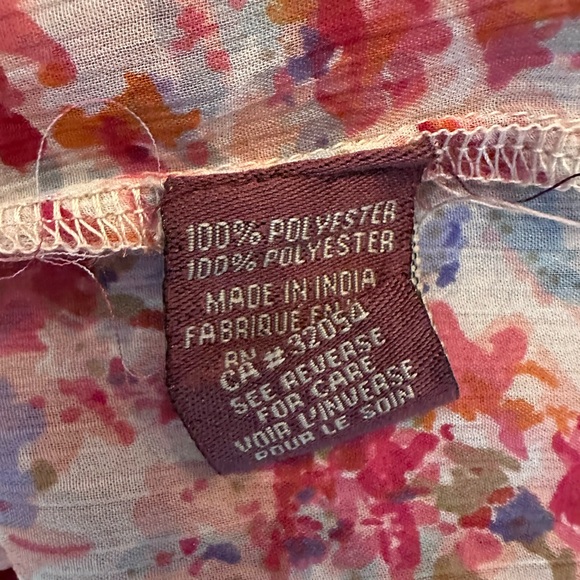 100% POLYESTER
100% POLYESTER
MADE IN INDIA
FABRIQUE
RN
CA # 32054
SEE REVERSE
FOR CARE
VOIR L'INVERSE
POUR LE SOIN